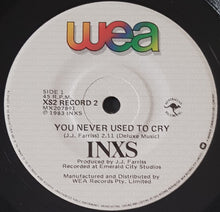 wea
SIDE 1
45 R.P.M.
XS2 RECORD 2
MX207891
℗ 1983 INXS
YOU NEVER USED TO CRY
(J.J. Farriss) 2.11 (Deluxe Music)
INXS
Produced by J.J. Farriss
Recorded at Emerald City Studios
Manufactured and Distributed by
WEA Records Pty. Limited